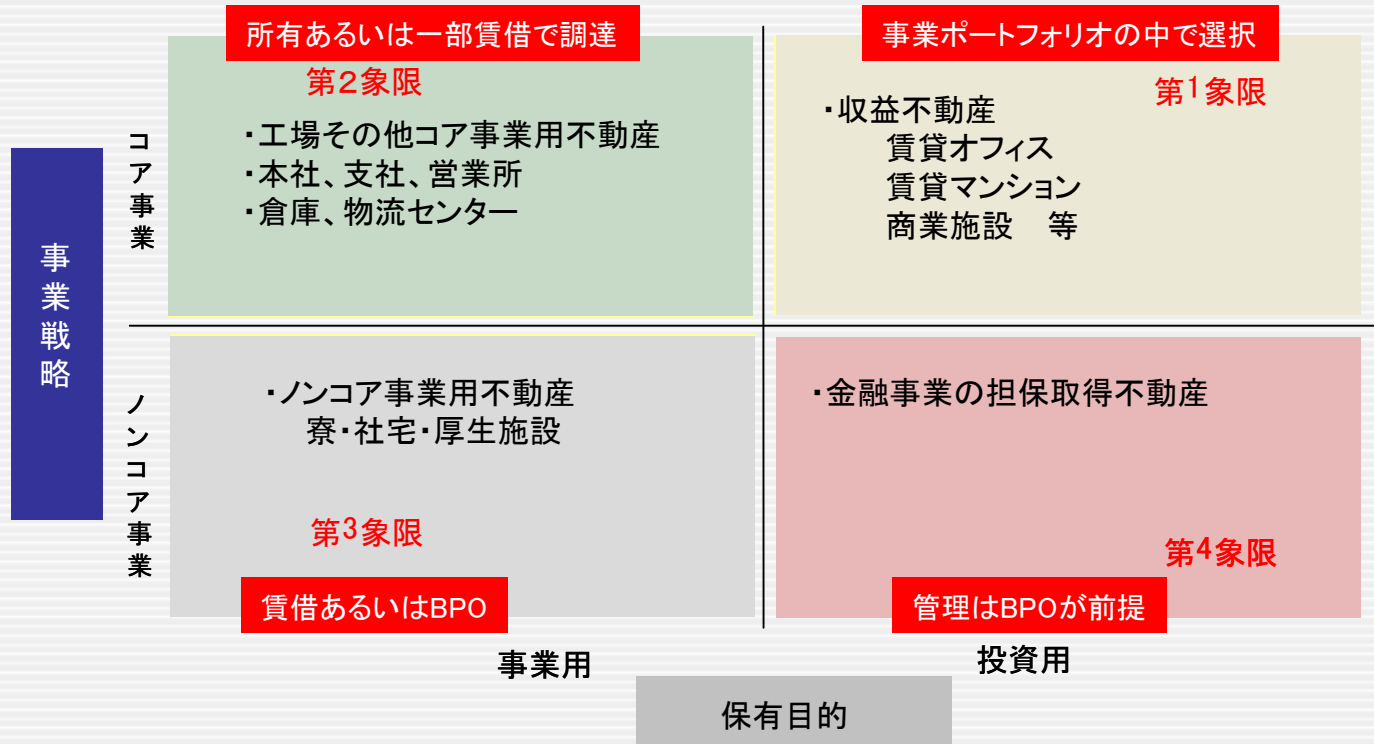 所有あるいは一部賃借で調達
第2象限
・工場その他コア事業用不動産
・本社、支社、営業所
・倉庫、物流センター
事業ポートフォリオの中で選択
第1象限
・収益不動産
賃貸オフィス
賃貸マンション
商業施設　等
コア事業
事業戦略
ノンコア事業
・ノンコア事業用不動産
寮・社宅・厚生施設
第3象限
賃借あるいはBPO
・金融事業の担保取得不動産
第4象限
管理はBPOが前提
事業用
投資用
保有目的